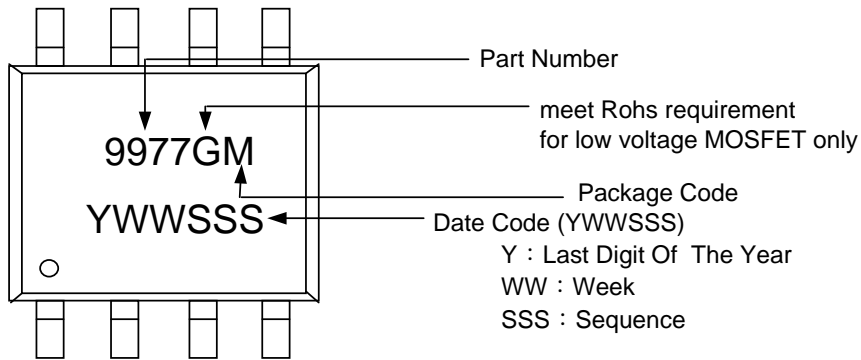 Part Number
meet Rohs requirement
for low voltage MOSFET only
9977GM
Package Code
YWWSSS
Date Code (YWWSSS)
Y：Last Digit Of The Year
WW：Week
SSS：Sequence